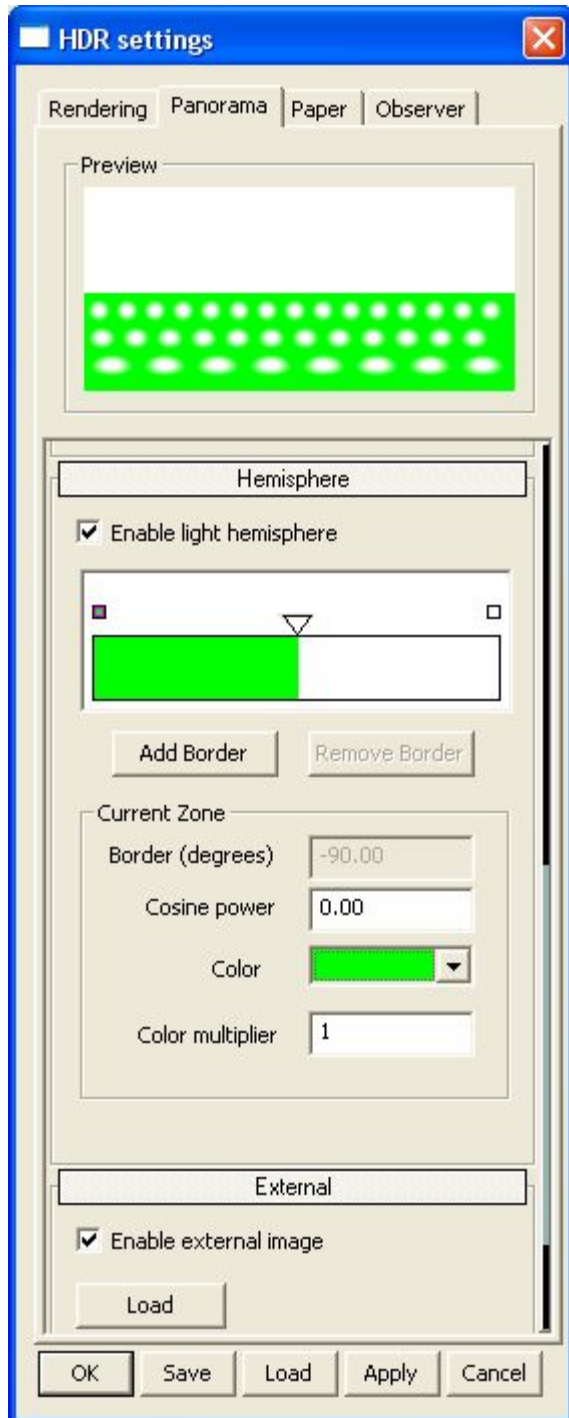 HDR settings
Rendering Panorama Paper Observer
Preview
Hemisphere
Enable light hemisphere
Add Border Remove Border
Current Zone
Border (degrees) -90.00
Cosine power 0.00
Color
Color multiplier 1
External
Enable external image
Load
OK Save Load Apply Cancel